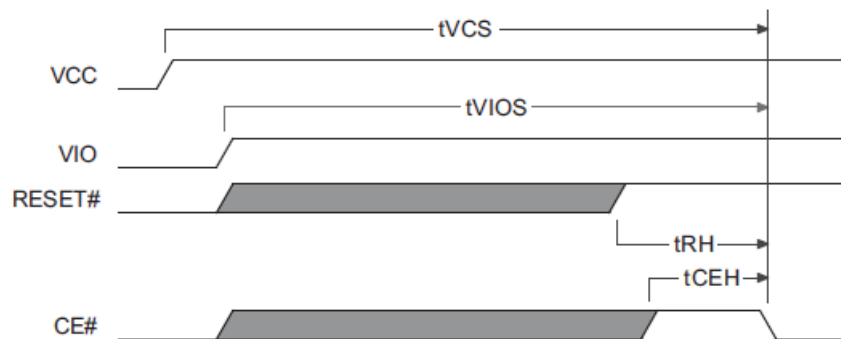 tVCS
VCC
tVIOS
VIO
RESET#
tRH
tCEH
CE#